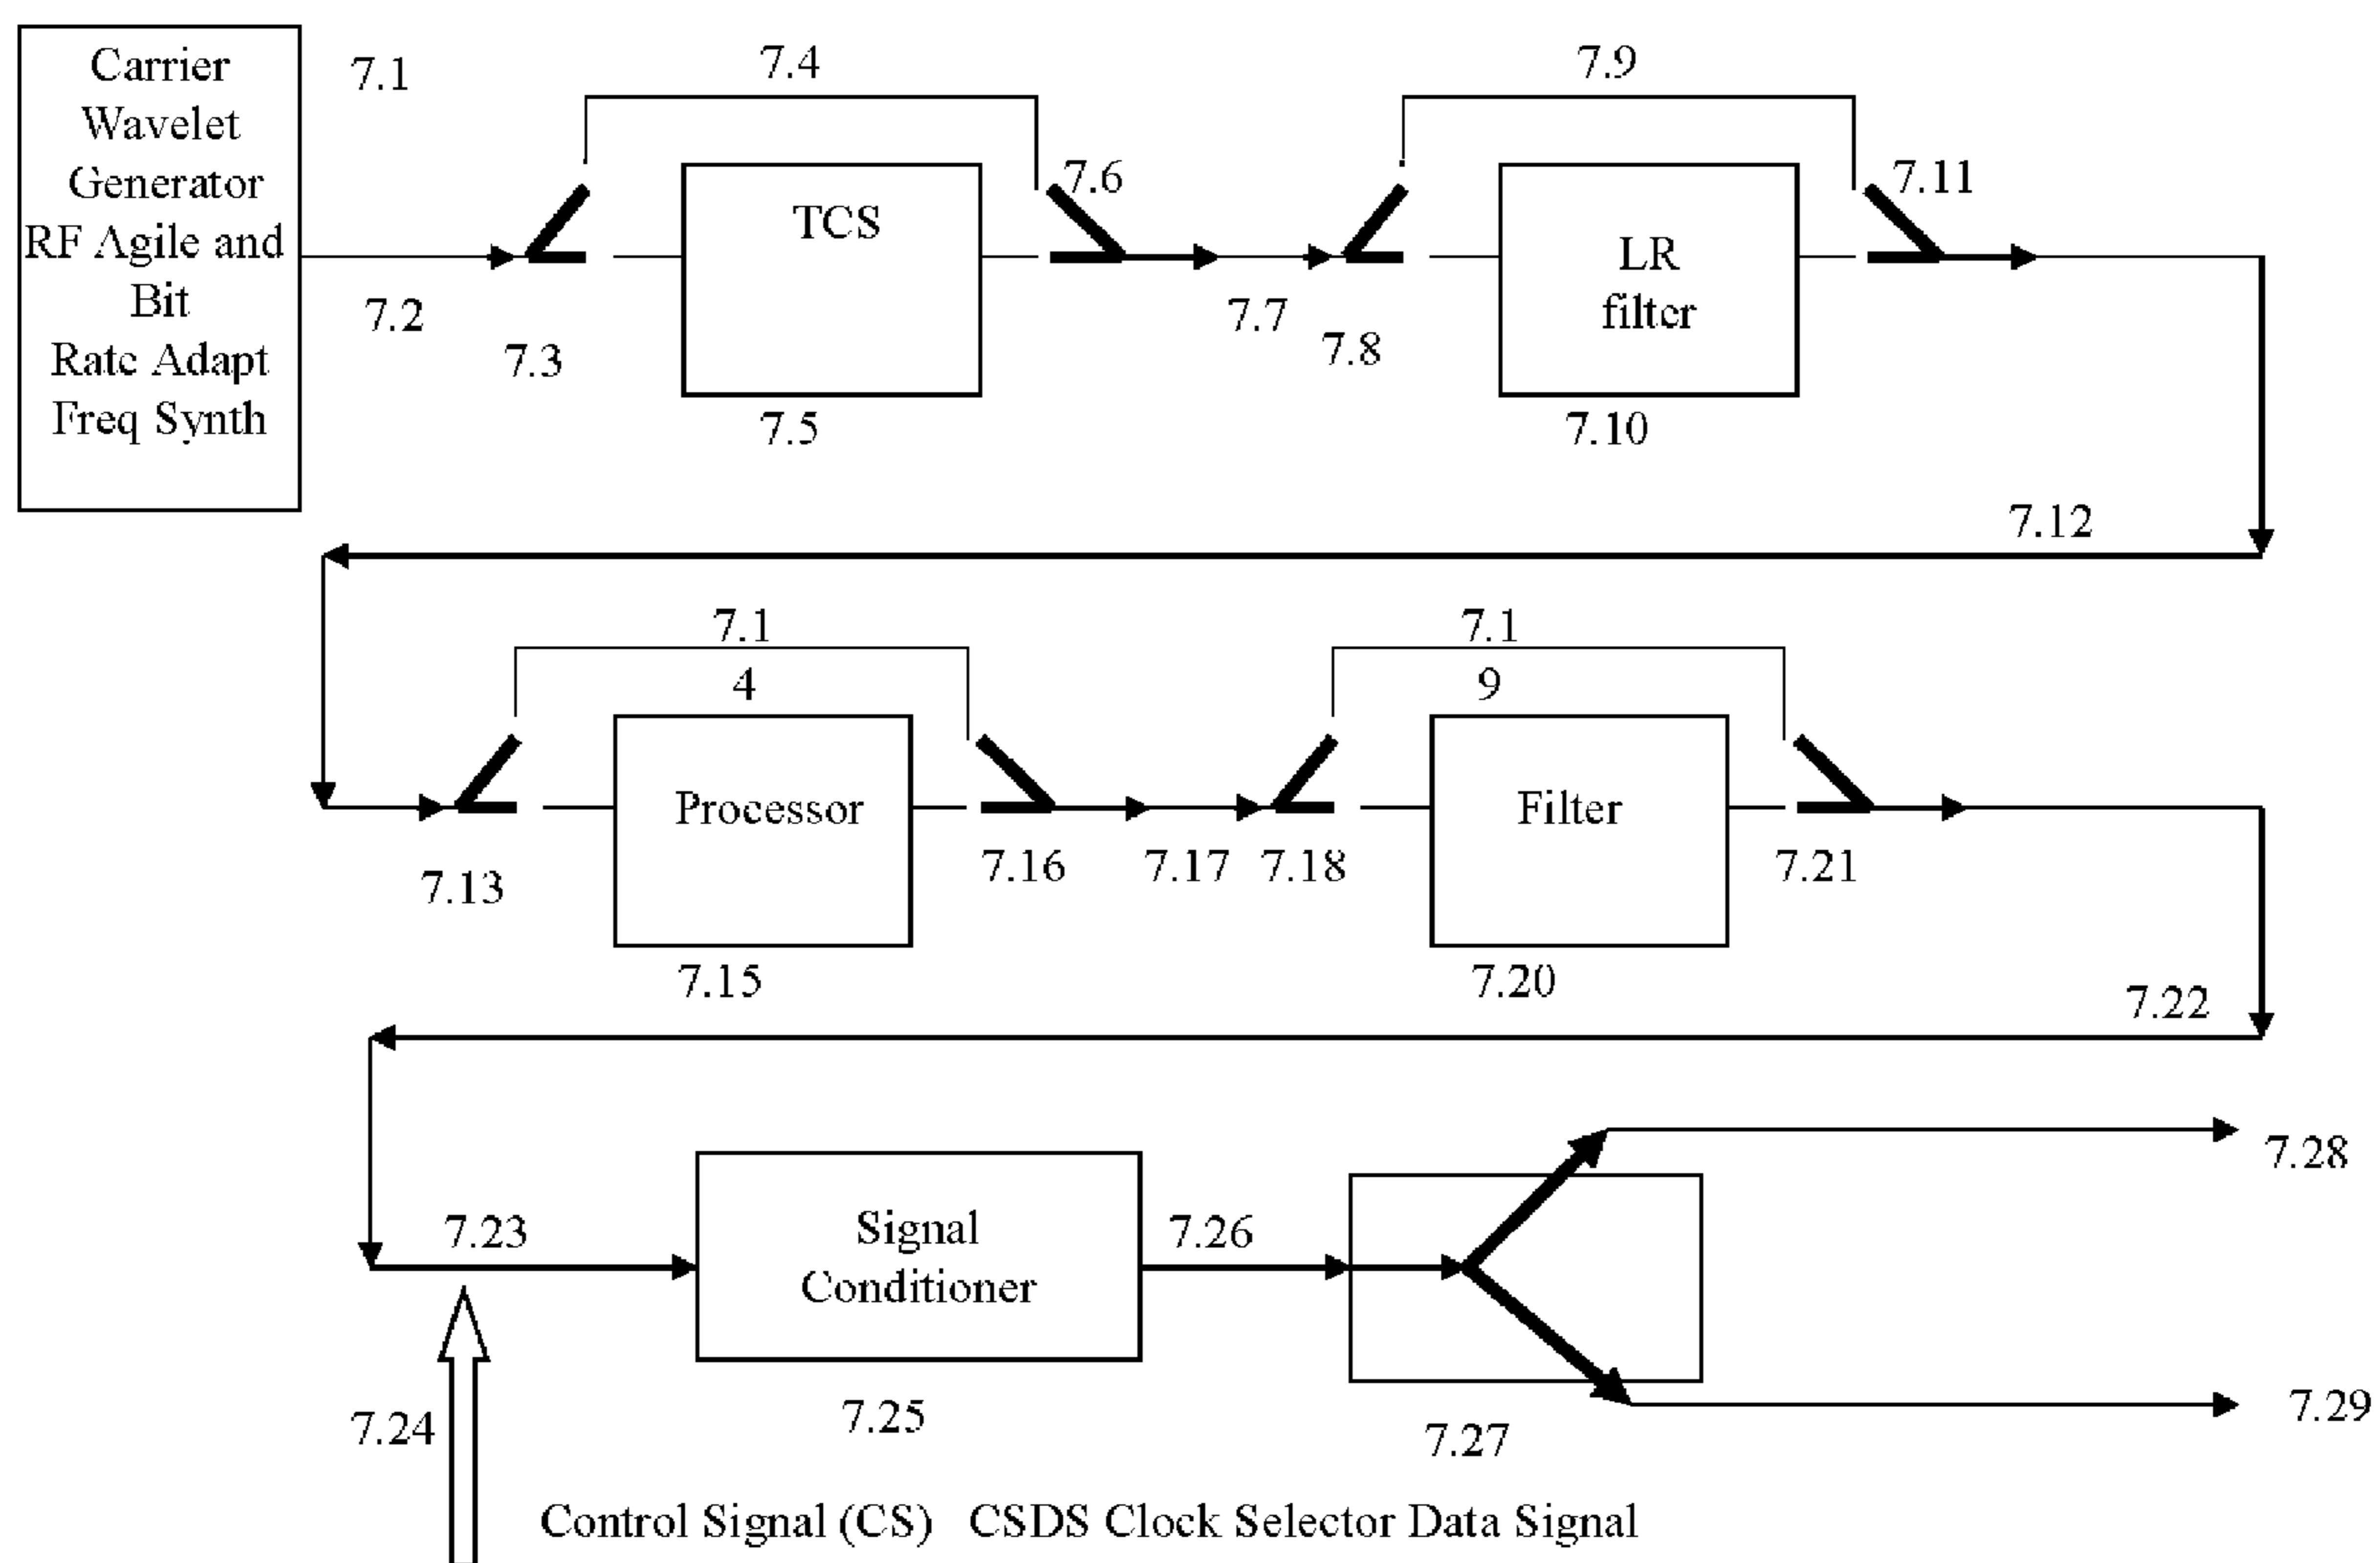 Carrier
Wavelet
Generator
RF Agile and
Bit
Rate Adapt
Freq Synth
7.1
7.2
7.3
7.4
TCS
7.5
7.6
7.7
7.8
7.9
LR
filter
7.10
7.11
7.12
7.13
7.1
4
Processor
7.15
7.16
7.17
7.18
7.1
9
Filter
7.20
7.21
7.22
7.23
7.24
Signal
Conditioner
7.25
7.26
7.27
7.28
7.29
Control Signal (CS) CSDS Clock Selector Data Signal